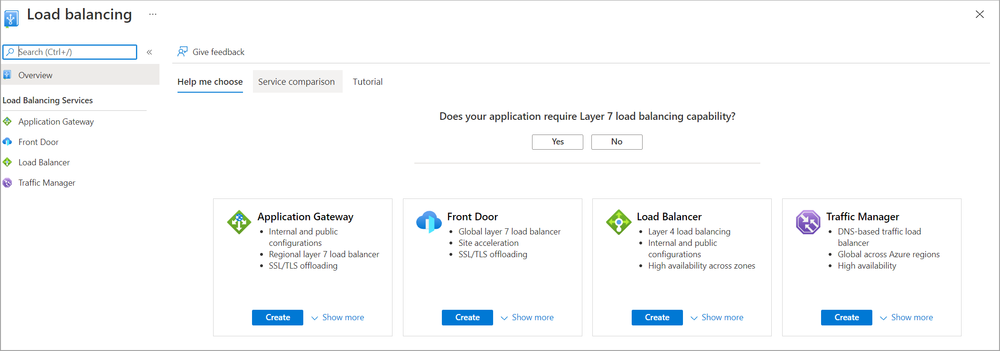 Load balancing
...
Search (Ctrl+/)
«
Give feedback
Overview
Help me choose
Service comparison
Tutorial
Load Balancing Services
Application Gateway
Front Door
Load Balancer
Traffic Manager
Does your application require Layer 7 load balancing capability?
Yes
No
Application Gateway
• Internal and public
configurations
• Regional layer 7 load balancer
• SSL/TLS offloading
Create
Show more
Front Door
• Global layer 7 load balancer
• Site acceleration
• SSL/TLS offloading
Create
Show more
Load Balancer
• Layer 4 load balancing
• Internal and public
configurations
• High availability across zones
Create
Show more
Traffic Manager
• DNS-based traffic load
balancer
• Global across Azure regions
• High availability
Create
Show more